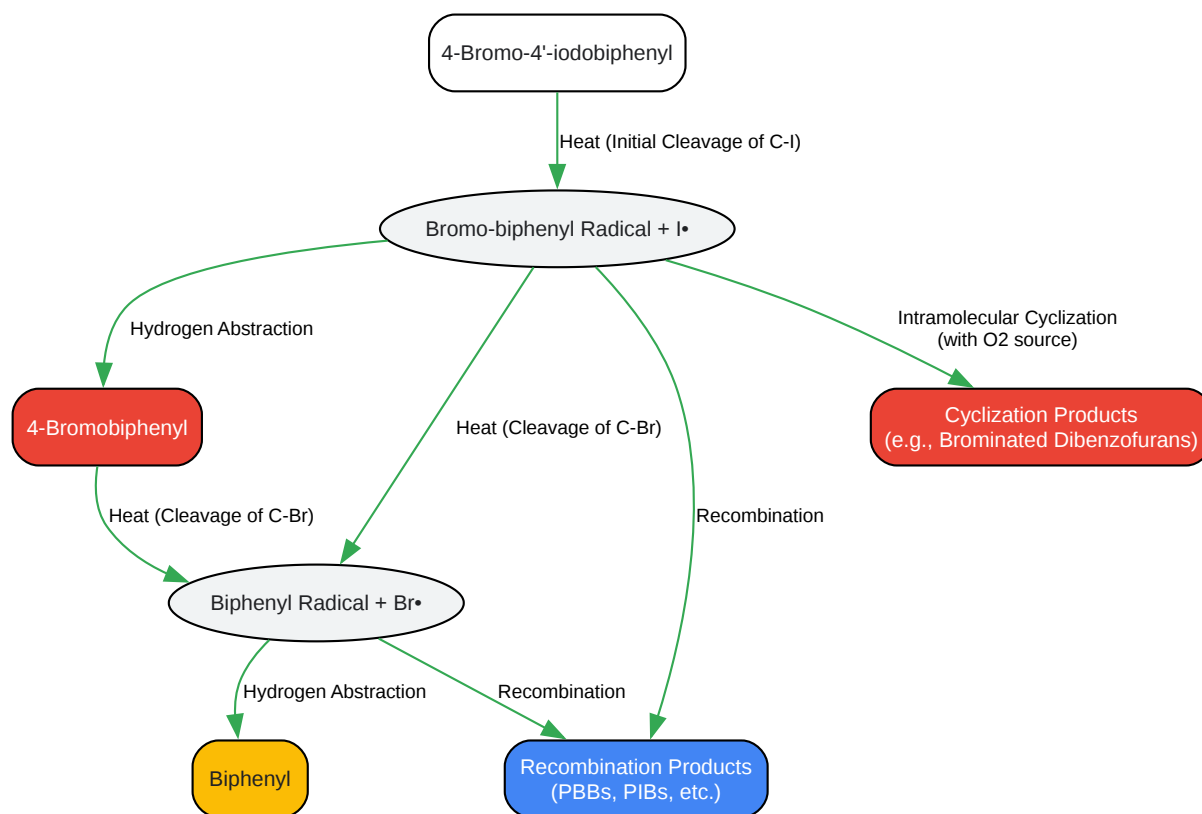 4-Bromo-4'-iodobiphenyl
Heat (Initial Cleavage of C-I)
Bromo-biphenyl Radical + I•
Hydrogen Abstraction
Intramolecular Cyclization
(with O2 source)
4-Bromobiphenyl
Heat (Cleavage of C-Br)
Cyclization Products
(e.g., Brominated Dibenzofurans)
Heat (Cleavage of C-Br)
Recombination
Biphenyl Radical + Br•
Hydrogen Abstraction
Recombination
Biphenyl
Recombination Products
(PBBs, PIBs, etc.)